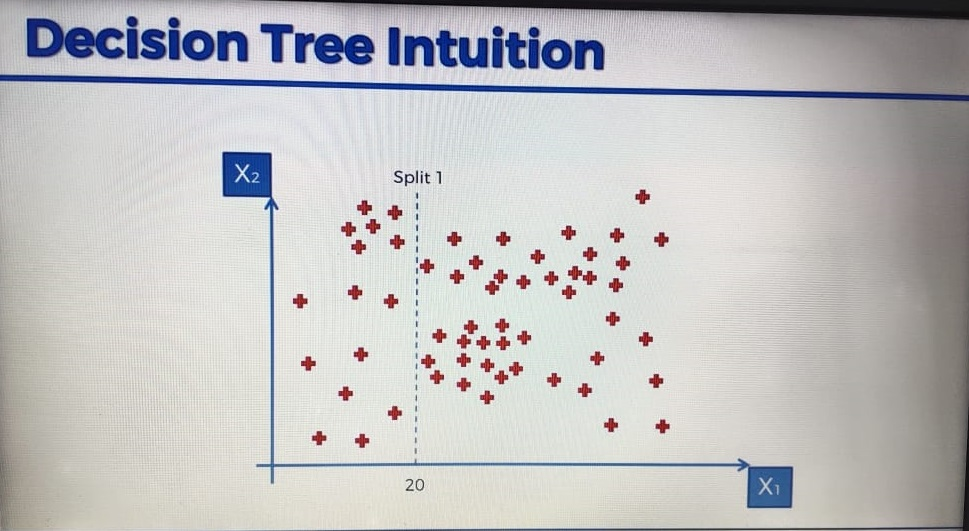 Decision Tree Intuition
X₂
Split 1
20
X₁